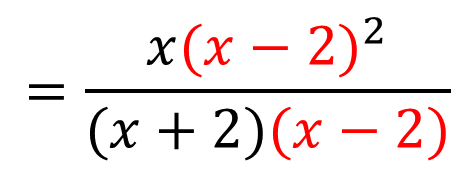 = x(x − 2)²
(x + 2)(x − 2)